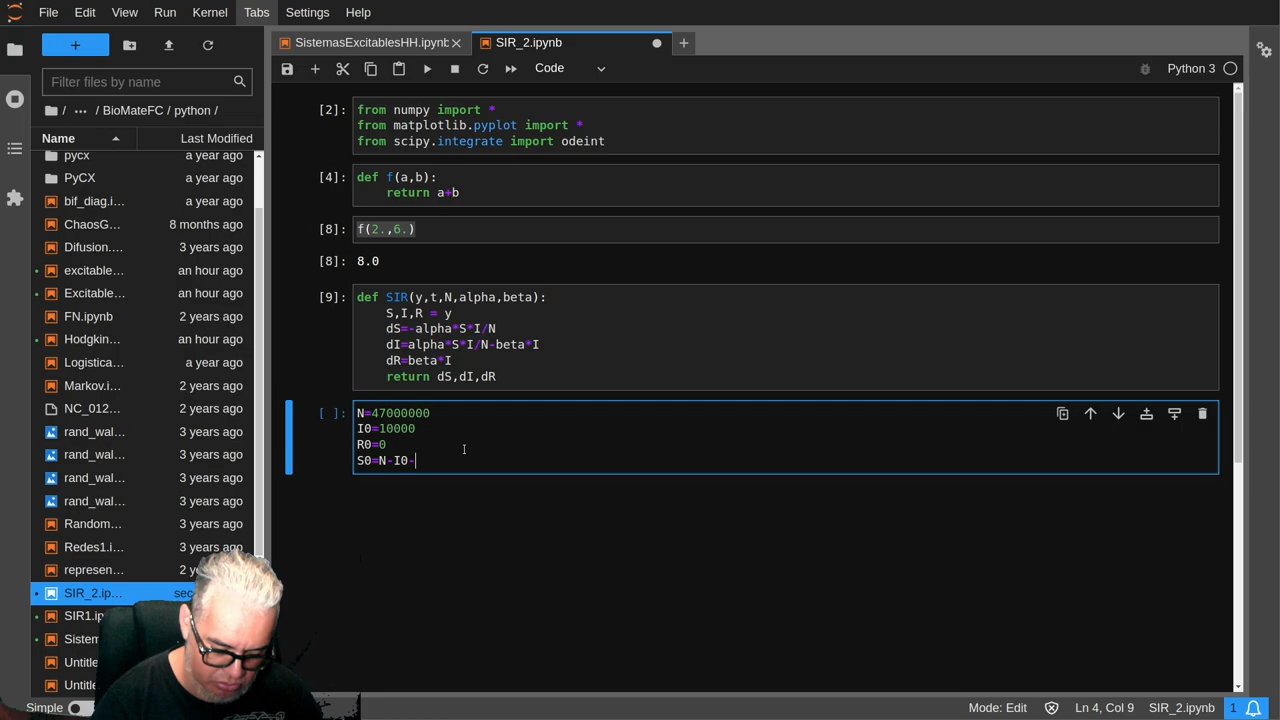 File Edit View Run Kernel Tabs Settings Help
SistemasExcitablesHH.ipynb
SIR_2.ipynb
Filter files by name
Code
Python 3
/ ... / BioMateFC / python /
Name Last Modified
pycx a year ago
PyCX a year ago
bif_diag.i... a year ago
ChaosG... 8 months ago
Difusion.... 3 years ago
excitable... an hour ago
Excitable... an hour ago
FN.ipynb 2 years ago
Hodgkin... an hour ago
Logistica... a year ago
Markov.i... 2 years ago
NC_012... 2 years ago
rand_wal... 3 years ago
rand_wal... 3 years ago
rand_wal... 3 years ago
rand_wal... 3 years ago
Random... 3 years ago
Redes1.i... 3 years ago
represen... 2
SIR_2.ip... sec
SIR1.ip
Sistem
Untitle
Untitle
[2]:
from numpy import *
from matplotlib.pyplot import *
from scipy.integrate import odeint
[4]:
def f(a,b):
return a+b
[8]:
f(2.,6.)
[8]:
8.0
[9]:
def SIR(y,t,N,alpha,beta):
S,I,R = y
dS=-alpha*S*I/N
dI=alpha*S*I/N-beta*I
dR=beta*I
return dS,dI,dR
[ ]:
N=47000000
I0=10000
R0=0
S0=N-I0-
Simple
Mode: Edit
Ln 4, Col 9
SIR_2.ipynb
1